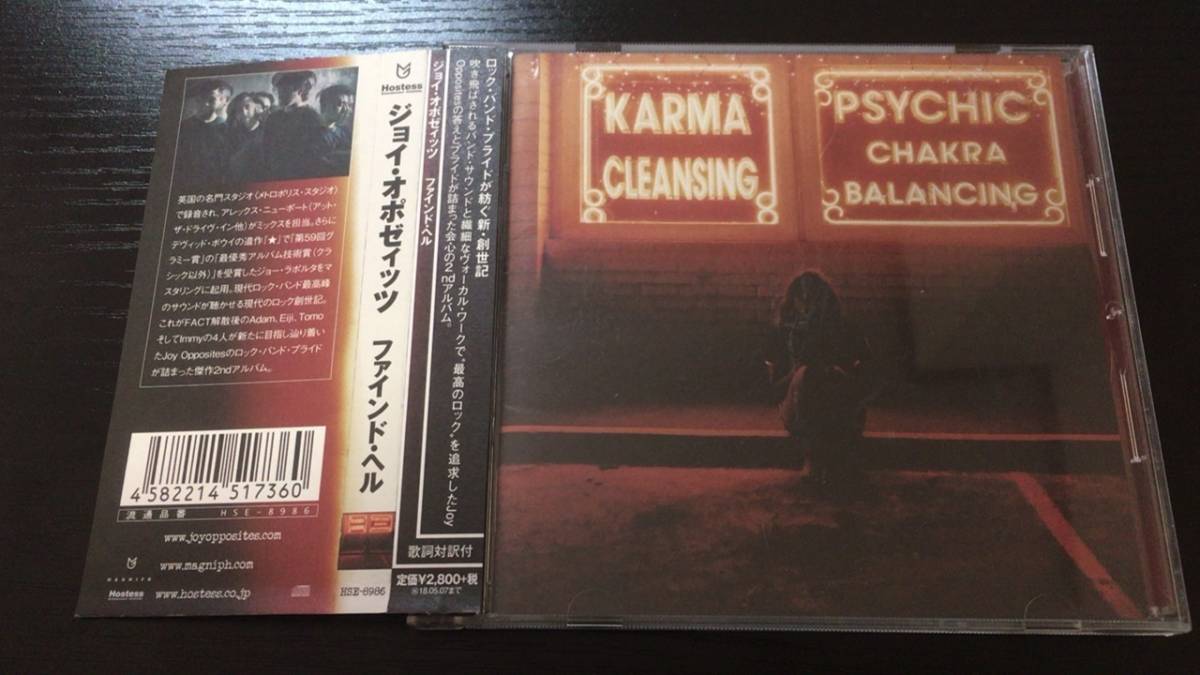 Hostess
英国の名門スタジオ〈メトロポリス・スタジオ〉
で録音され、アレックス・ニューポート(アット・
ザ・ドライヴ・イン他)がミックスを担当。さらに
デヴィッド・ボウイの遺作『★』で「第59回グ
ラミー賞」の「最優秀アルバム技術賞(クラ
シック以外)」を受賞したジョー・ラポルタをマ
スタリングに起用。現代ロック・バンド最高峰
のサウンドが聴かせる現代のロック創世記。
これがFACT解散後のAdam、Eiji、Tomo
そしてImmyの4人が新たに目指し辿り着い
たJoy Oppositesのロック・バンド・プライド
が詰まった傑作2ndアルバム。
4 582214 517360
流通品番 HSE-8986
www.joyopposites.com
MAGNIPH
www.magniph.com
Hostess
www.hostess.co.jp
ジョイ・オポゼィッツ ファインド・ヘル
HSE-8986
ジョイ・オポゼィッツ ファインド・ヘル
ロック・バンド・プライドが紡ぐ新・創世記
吹き飛ばされるバンド・サウンドと繊細なヴォーカル・ワークで、"最高のロック"を追求したJoy
Oppositesの答えとプライドが詰まった会心の2ndアルバム。
歌詞対訳付
定価¥2,800+税
㊟18.05.07まで
KARMA
CLEANSING
PSYCHIC
CHAKRA
BALANCING